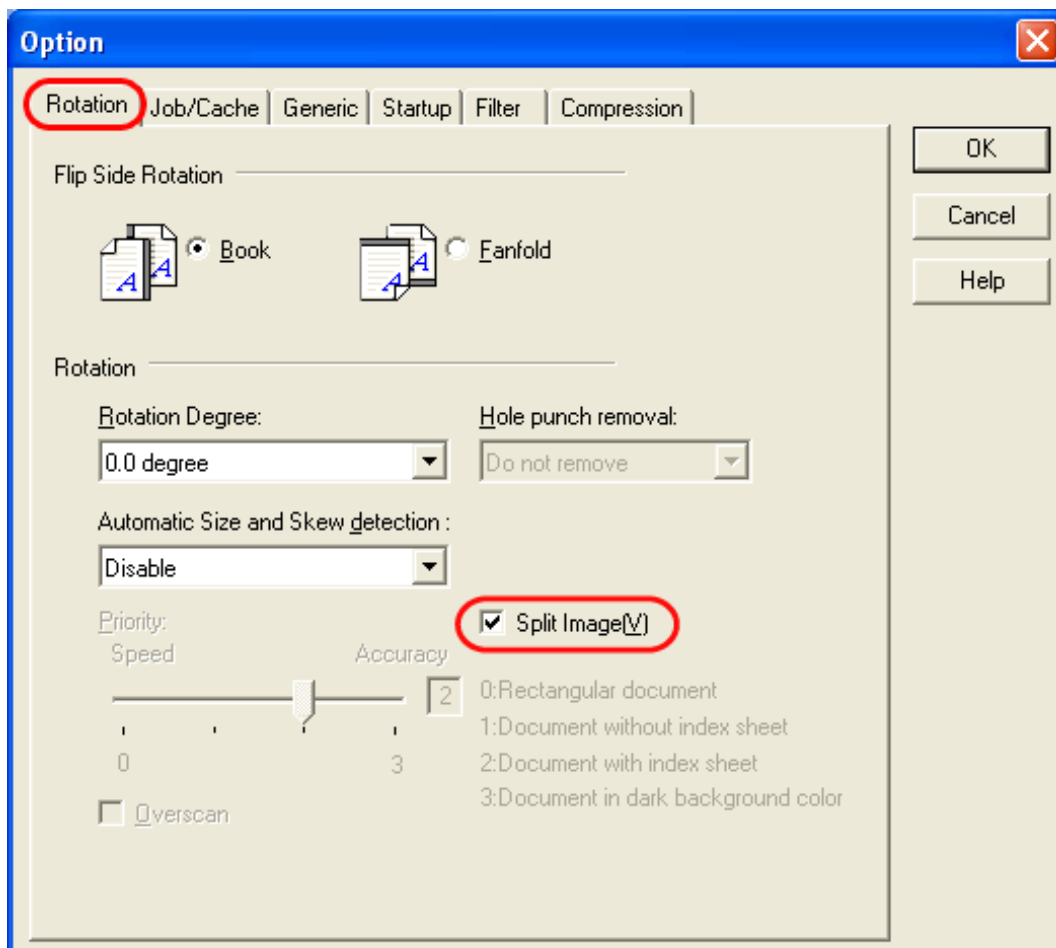 Option
Rotation Job/Cache Generic Startup Filter Compression
OK
Cancel
Help
Flip Side Rotation
A A Book A A Fanfold
Rotation
Rotation Degree: Hole punch removal:
0.0 degree Do not remove
Automatic Size and Skew detection :
Disable
Priority: Split Image(V)
Speed Accuracy
2 0:Rectangular document
1:Document without index sheet
0 3 2:Document with index sheet
Overscan 3:Document in dark background color